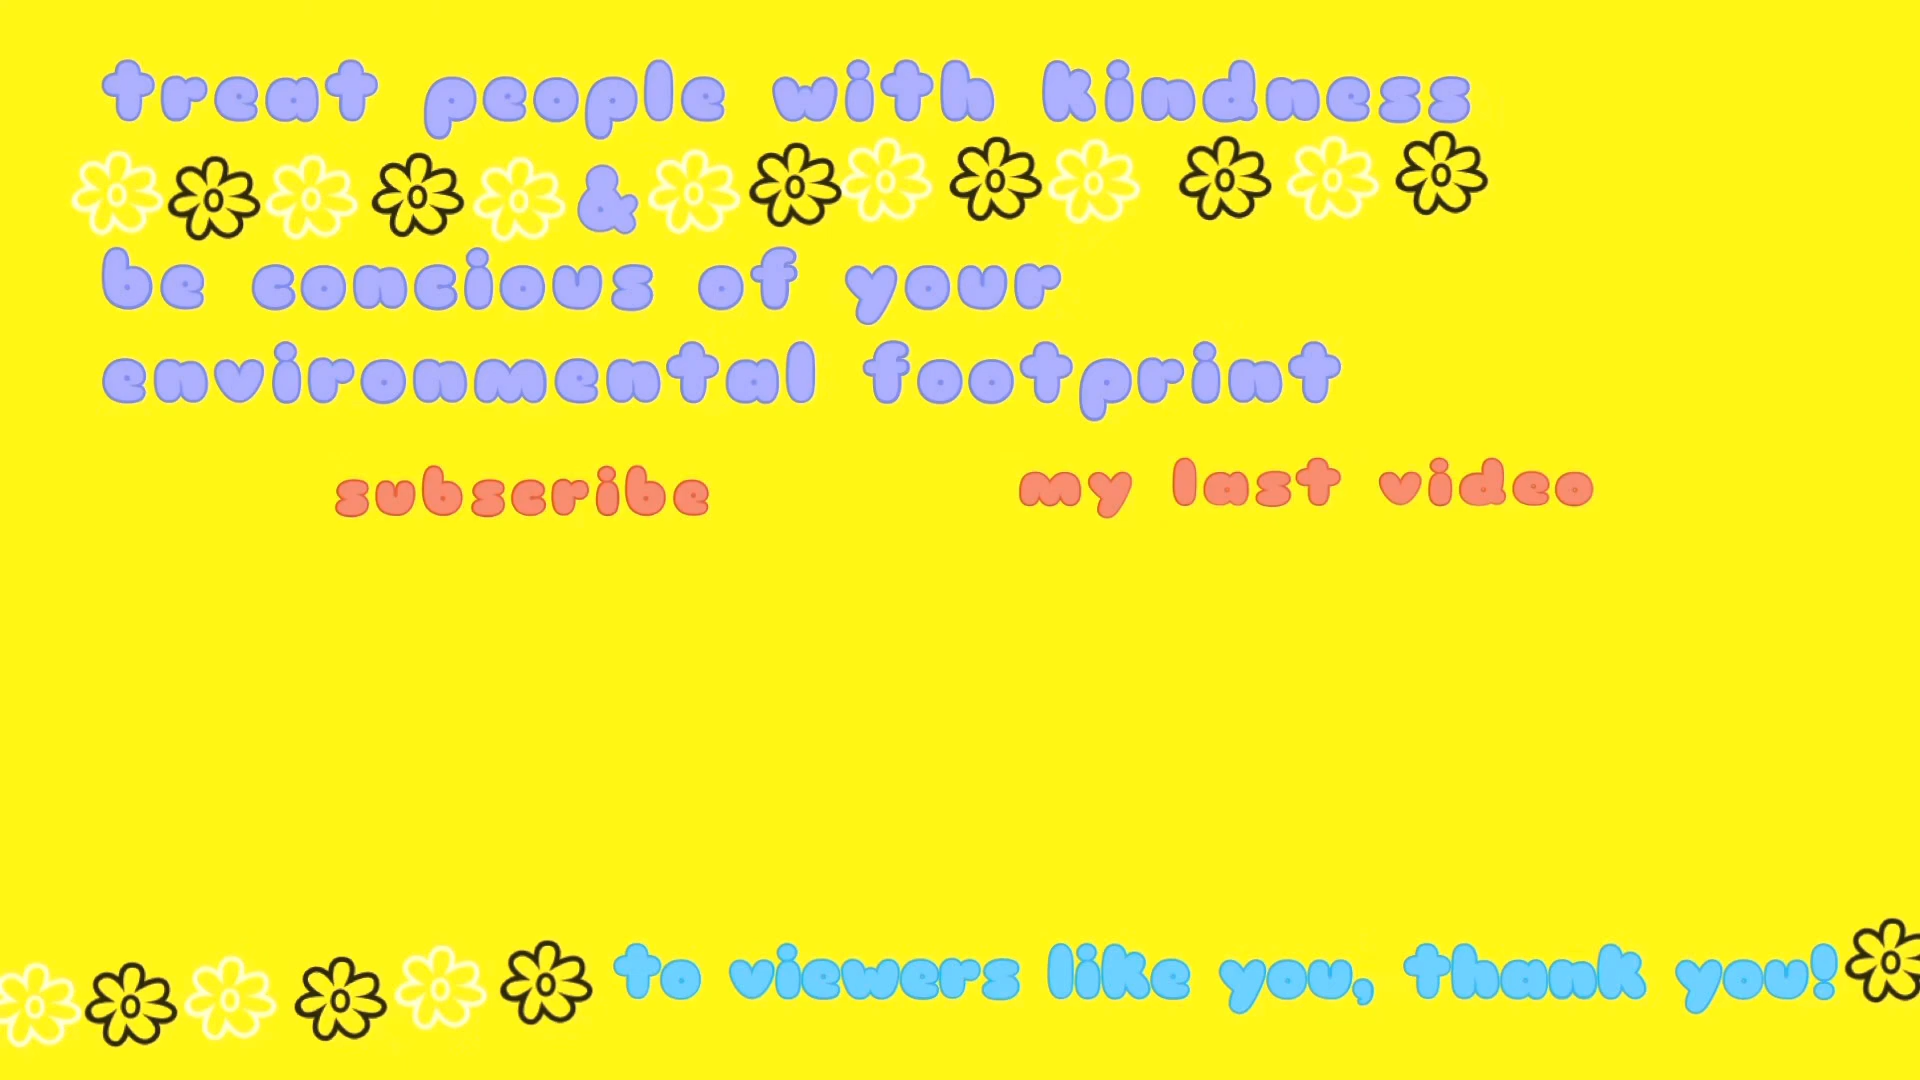 treat people with kindness
&
be concious of your
environmental footprint
subscribe
my last video
to viewers like you, thank you!